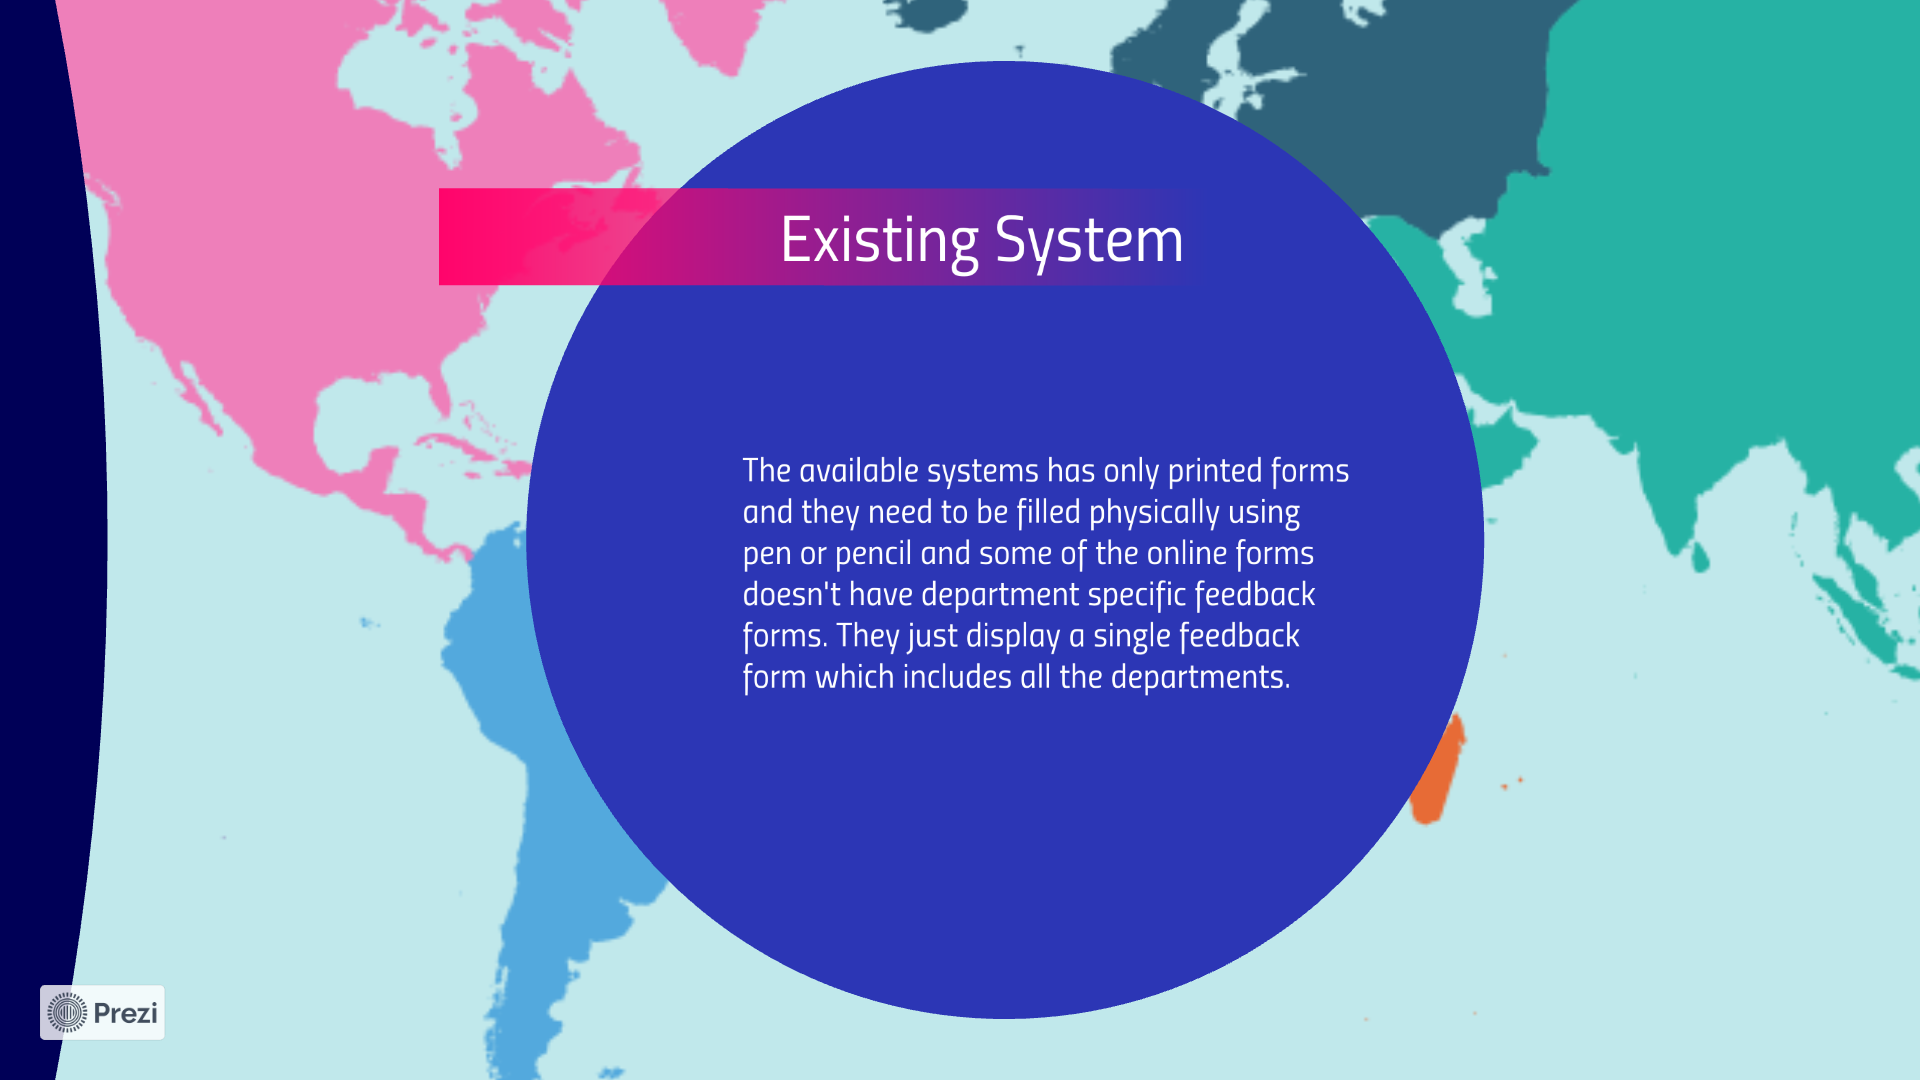 Existing System
The available systems has only printed forms
and they need to be filled physically using
pen or pencil and some of the online forms
doesn't have department specific feedback
forms. They just display a single feedback
form which includes all the departments.
Prezi